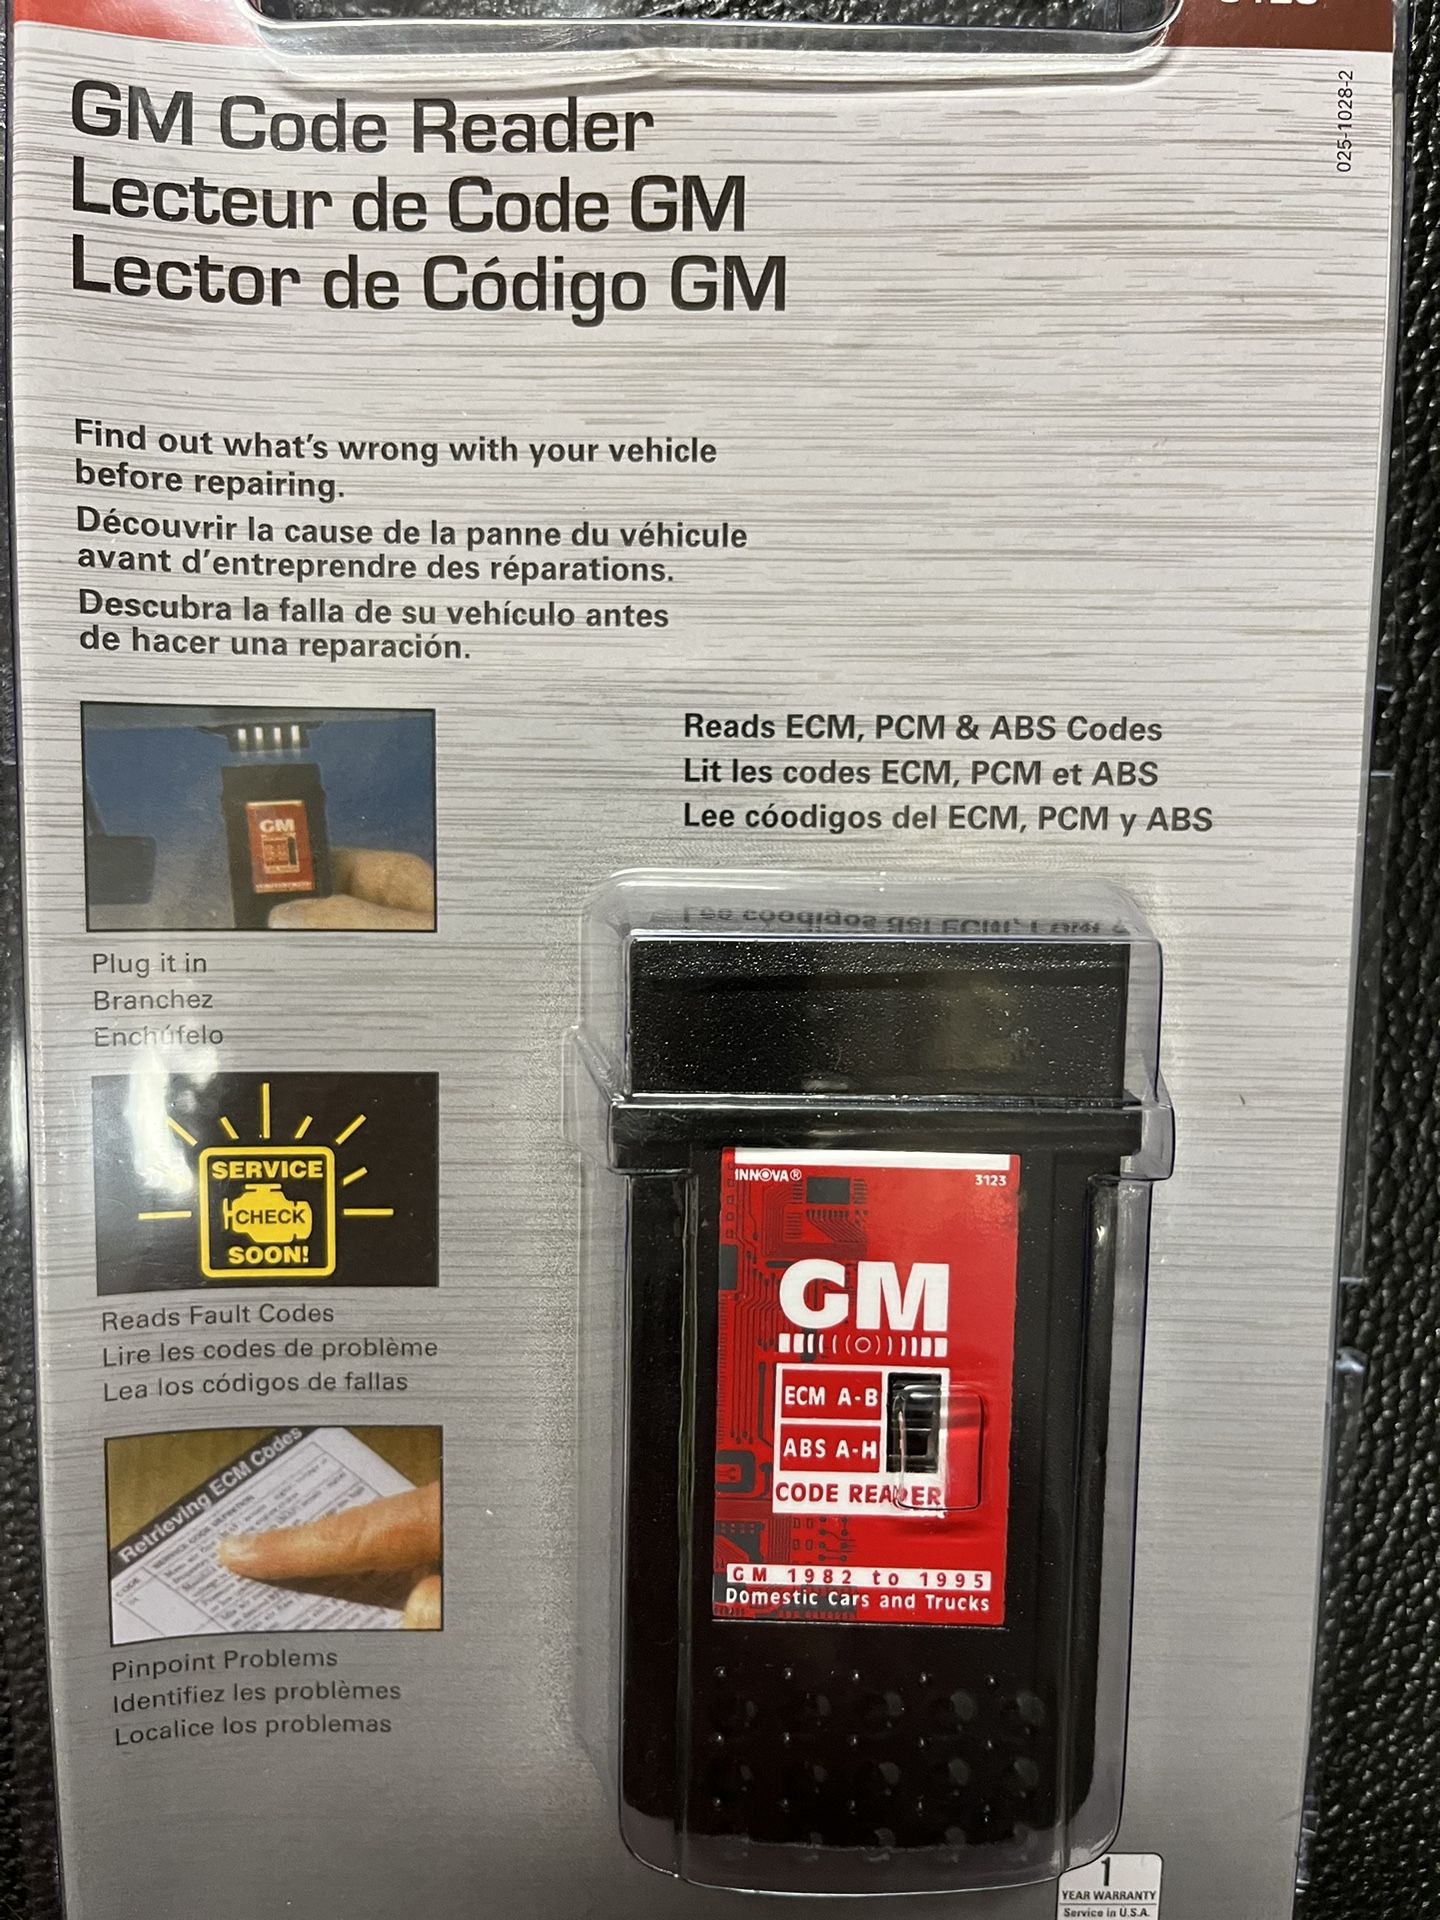 025-1028-2
GM Code Reader
Lecteur de Code GM
Lector de Código GM
Find out what's wrong with your vehicle
before repairing.
Découvrir la cause de la panne du véhicule
avant d'entreprendre des réparations.
Descubra la falla de su vehículo antes
de hacer una reparación.
Reads ECM, PCM & ABS Codes
Lit les codes ECM, PCM et ABS
Lee cóodigos del ECM, PCM y ABS
GM
Plug it in
Branchez
Enchúfelo
SERVICE
CHECK
SOON!
Reads Fault Codes
Lire les codes de problème
Lea los códigos de fallas
Retrieving ECM Codes
CODE
Pinpoint Problems
Identifiez les problèmes
Localice los problemas
INNOVA® 3123
GM
ECM A-B
ABS A-H
CODE READER
GM 1982 to 1995
Domestic Cars and Trucks
1
YEAR WARRANTY
Service in U.S.A.